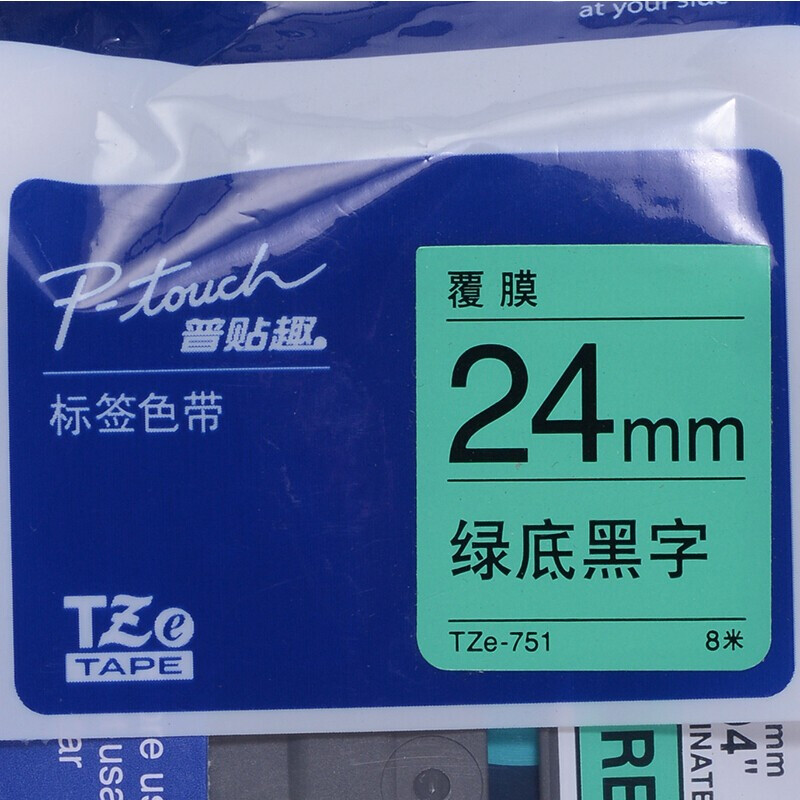 at your side
P-touch
普贴趣
标签色带
TZe
TAPE
覆膜
24mm
绿底黑字
TZe-751
8米